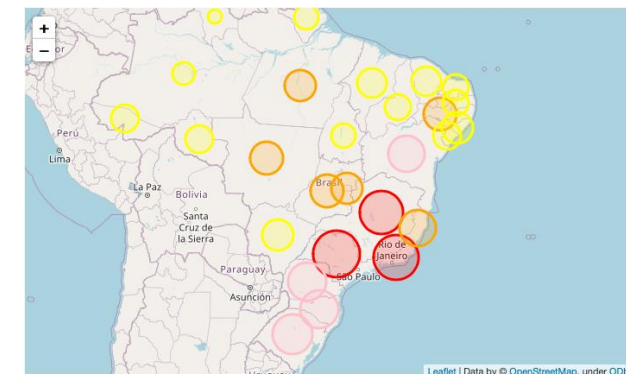 +
−
Perú
Lima
La Paz
Bolivia
Santa
Cruz de
la Sierra
Brasil
Rio de
Janeiro
São Paulo
Paraguay
Asunción
Leaflet | Data by © OpenStreetMap, under